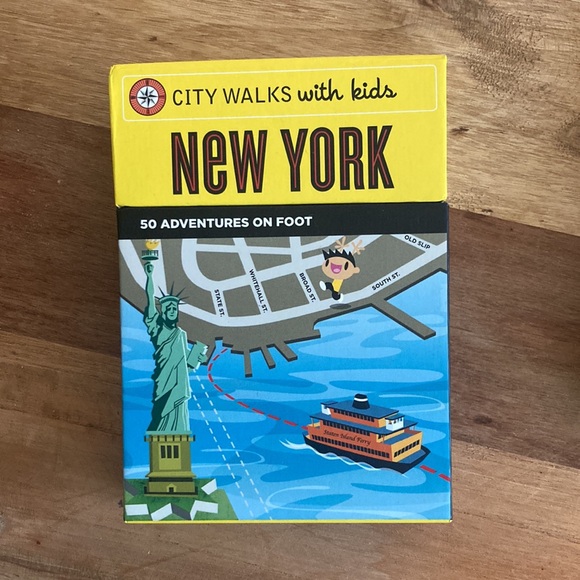 CITY WALKS with kids
NEW YORK
50 ADVENTURES ON FOOT
OLD SLIP
STATE ST.
WHITEHALL ST.
BROAD ST.
SOUTH ST.
Staten Island Ferry